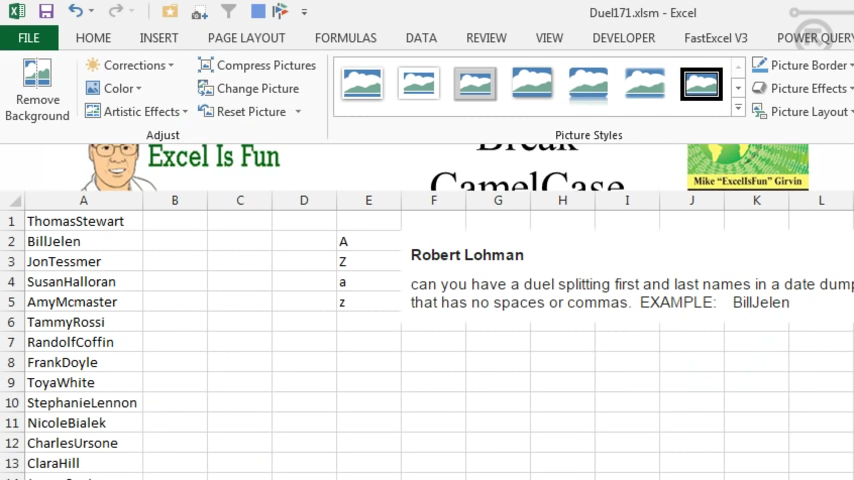 Duel171.xlsm - Excel
FILE HOME INSERT PAGE LAYOUT FORMULAS DATA REVIEW VIEW DEVELOPER FastExcel V3 POWER QUERY
Remove Background
Corrections
Color
Artistic Effects
Compress Pictures
Change Picture
Reset Picture
Picture Border
Picture Effects
Picture Layout
Adjust Picture Styles
Excel Is Fun
Break
CamelCase
Mike "ExcelIsFun" Girvin
A B C D E F G H I J K L
1 ThomasStewart
2 BillJelen A
3 JonTessmer Z
4 SusanHalloran a
5 AmyMcmaster z
6 TammyRossi
7 RandolfCoffin
8 FrankDoyle
9 ToyaWhite
10 StephanieLennon
11 NicoleBialek
12 CharlesUrsone
13 ClaraHill
Robert Lohman
can you have a duel splitting first and last names in a date dump
that has no spaces or commas. EXAMPLE: BillJelen